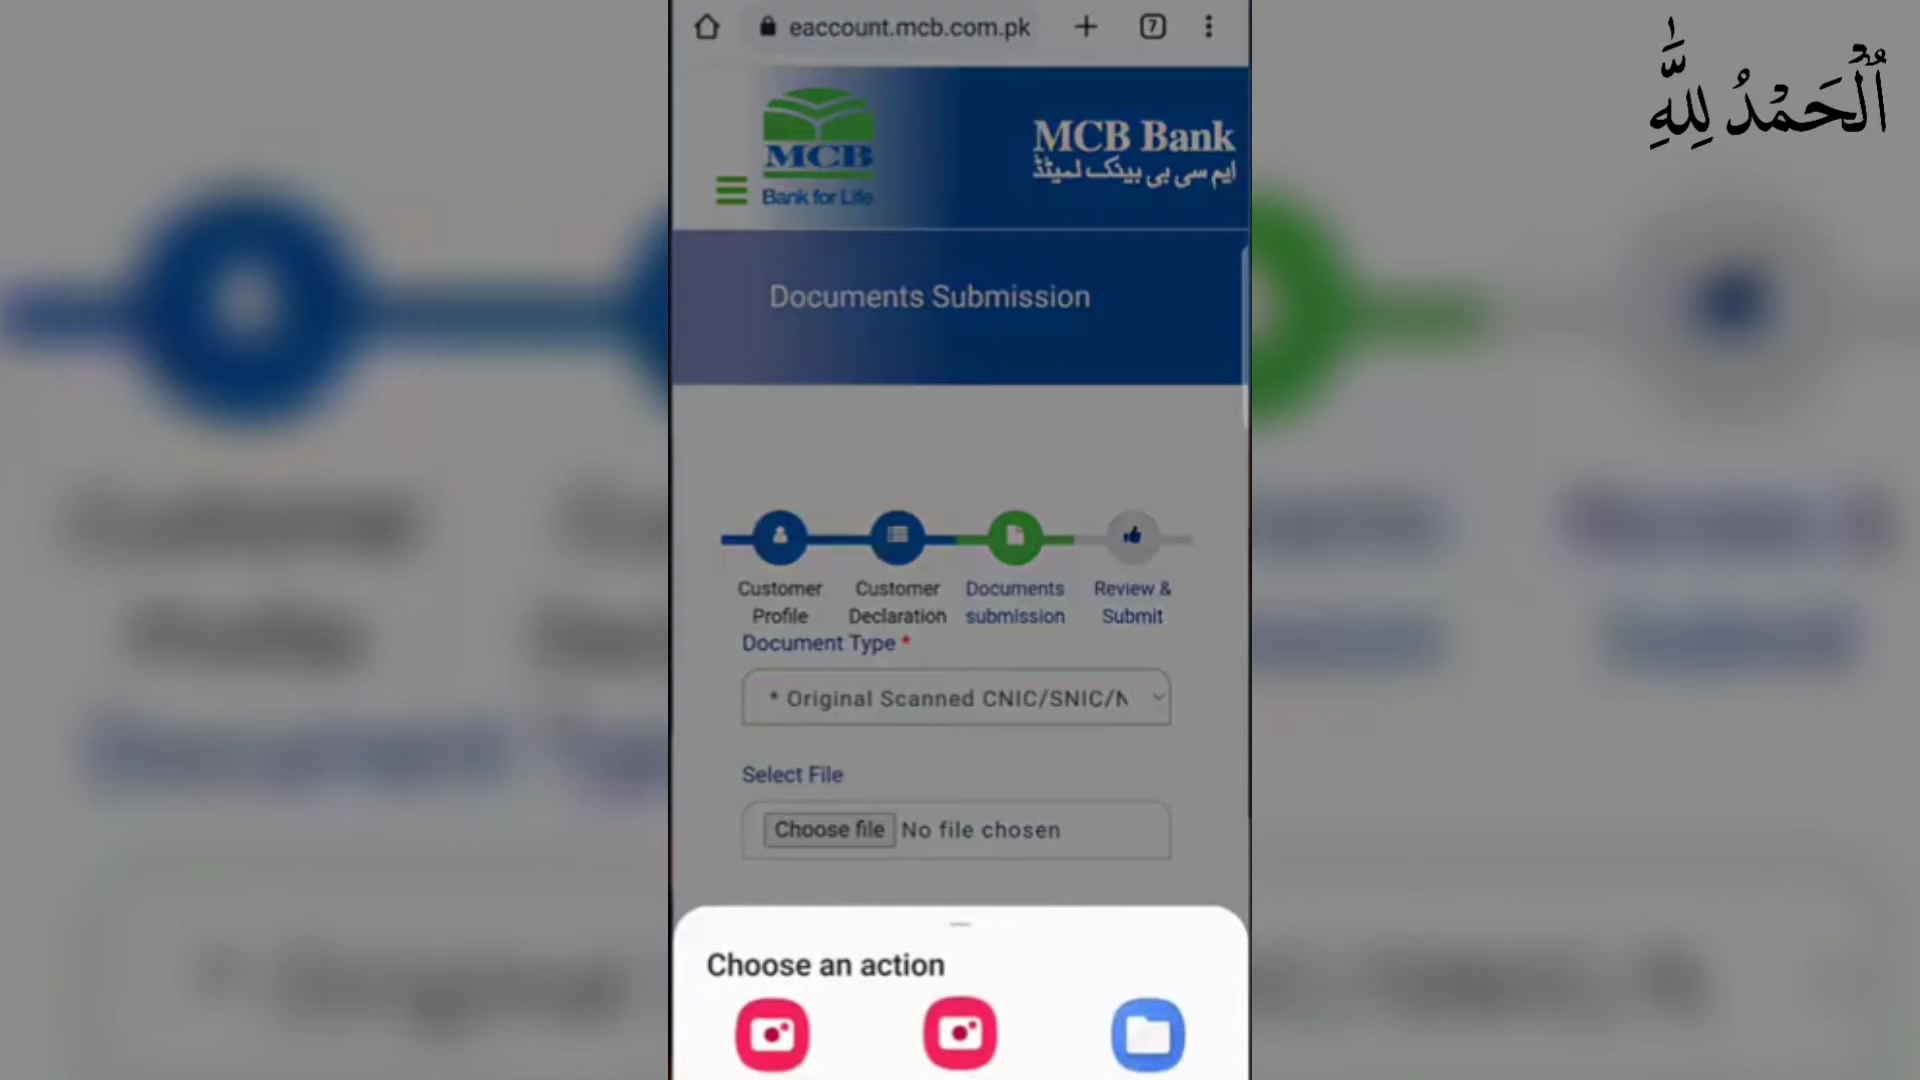 eaccount.mcb.com.pk
7
اَلْحَمْدُ لِلّٰهِ
MCB
Bank for Life
MCB Bank
ایم سی بی بینک لمیٹڈ
Documents Submission
Customer Profile
Customer Declaration
Documents submission
Review & Submit
Document Type *
* Original Scanned CNIC/SNIC/N
Select File
Choose file No file chosen
Choose an action